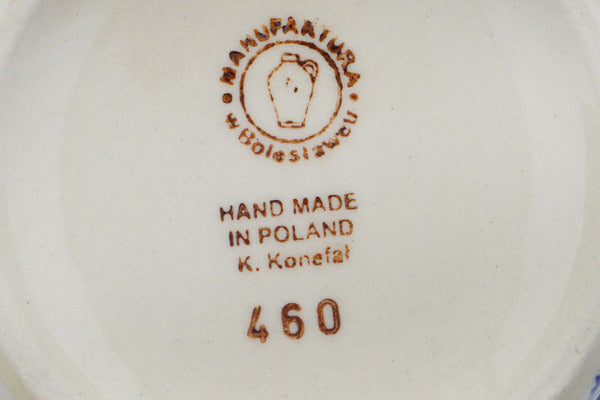 MANUFAKTURA
w Bolesławcu
HAND MADE
IN POLAND
K. Konefał
460